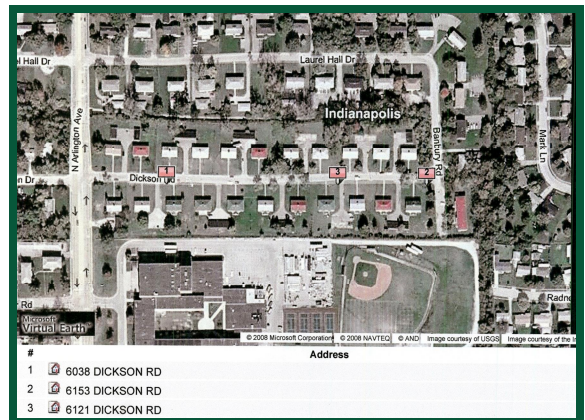 el Hall Dr
Laurel Hall Dr
Indianapolis
N Arlington Ave
Banbury Rd
Mark Ln
1
3
2
n Dr
Dickson Rd
Rd
Radn
Microsoft
Virtual Earth
© 2008 Microsoft Corporation © 2008 NAVTEQ © AND Image courtesy of USGS Image courtesy of the
# Address
1 6038 DICKSON RD
2 6153 DICKSON RD
3 6121 DICKSON RD